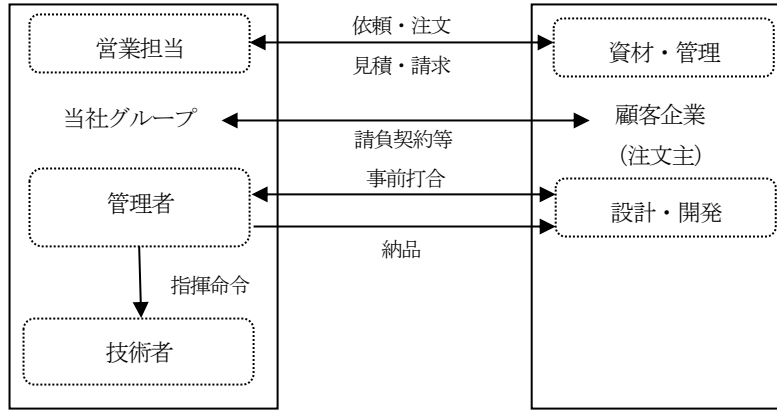 営業担当
依頼・注文
見積・請求
資材・管理
当社グループ
請負契約等
顧客企業
(注文主)
管理者
事前打合
納品
設計・開発
指揮命令
技術者